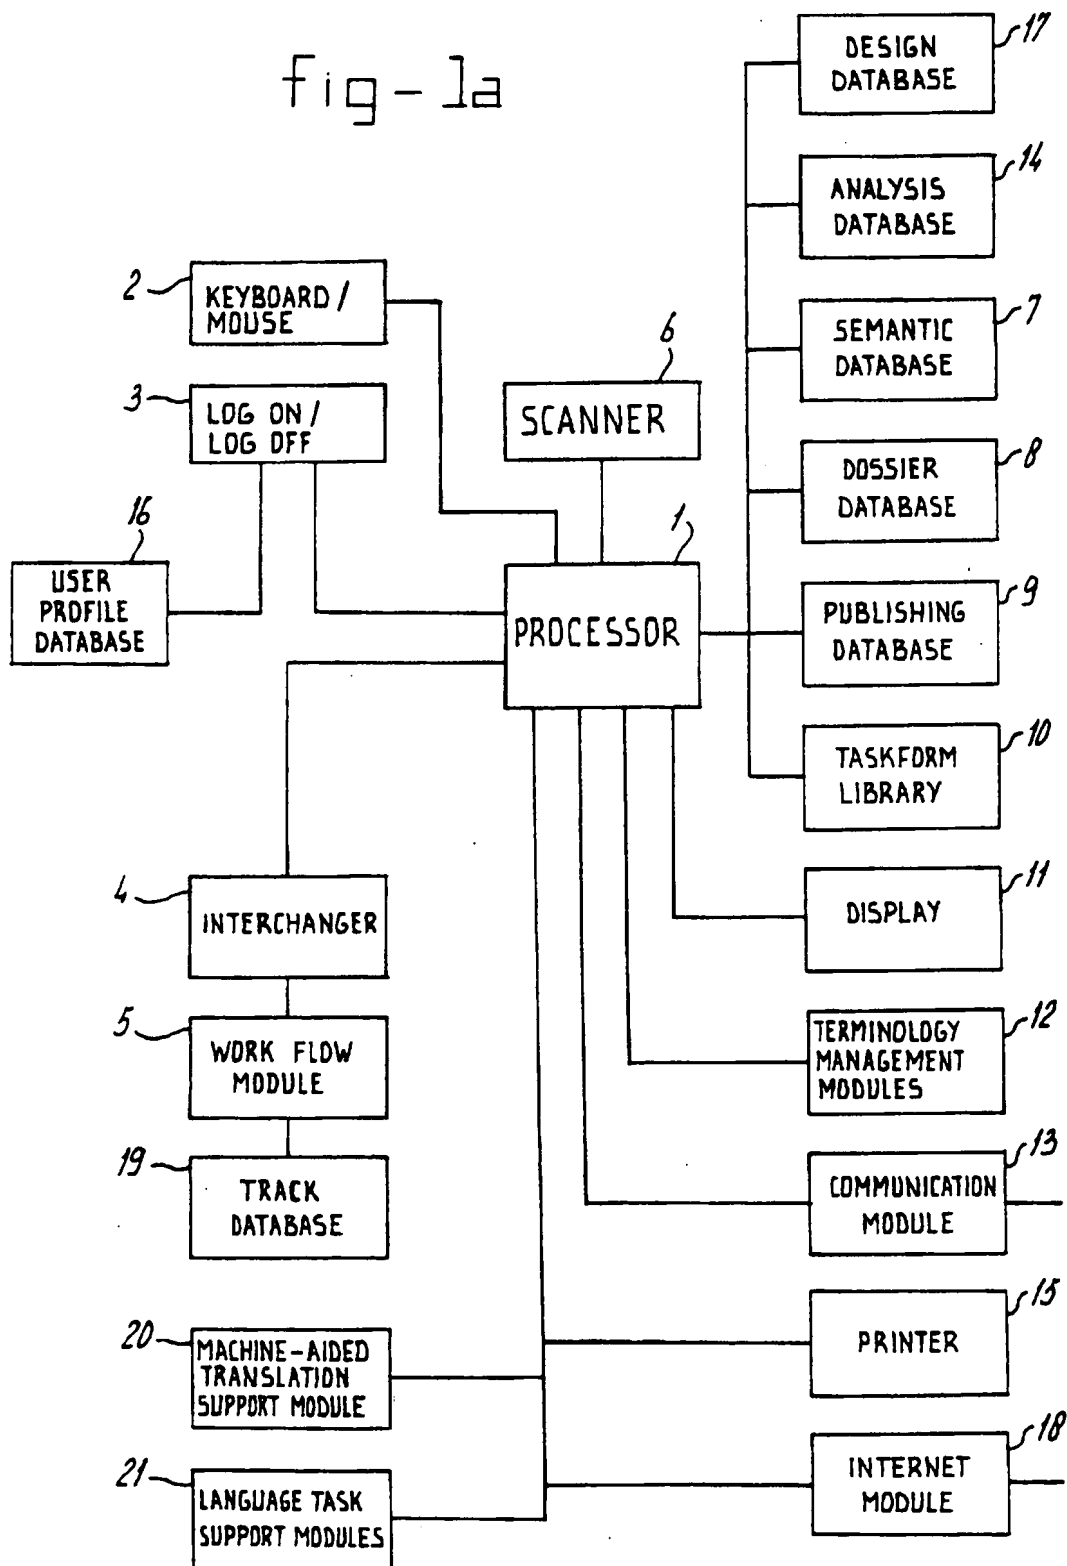 fig-1a
17
DESIGN
DATABASE
14
ANALYSIS
DATABASE
2
KEYBOARD/
MOUSE
7
SEMANTIC
DATABASE
6
SCANNER
3
LOG ON/
LOG OFF
8
DOSSIER
DATABASE
16
USER
PROFILE
DATABASE
1
PROCESSOR
9
PUBLISHING
DATABASE
10
TASKFORM
LIBRARY
4
INTERCHANGER
11
DISPLAY
5
WORK FLOW
MODULE
12
TERMINOLOGY
MANAGEMENT
MODULES
19
TRACK
DATABASE
13
COMMUNICATION
MODULE
15
PRINTER
20
MACHINE-AIDED
TRANSLATION
SUPPORT MODULE
18
INTERNET
MODULE
21
LANGUAGE TASK
SUPPORT MODULES